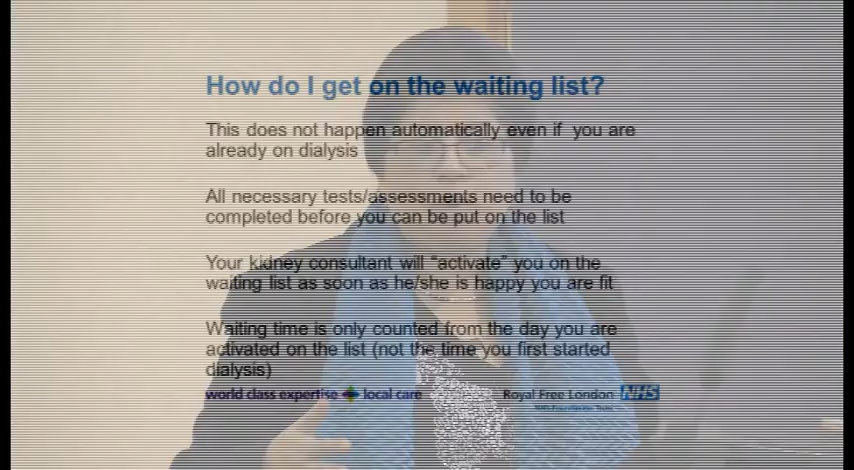 How do I get on the waiting list?
This does not happen automatically even if you are
already on dialysis
All necessary tests/assessments need to be
completed before you can be put on the list
Your kidney consultant will "activate" you on the
waiting list as soon as he/she is happy you are fit
Waiting time is only counted from the day you are
activated on the list (not the time you first started
dialysis)
world class expertise local care
Royal Free London NHS
NHS Foundation Trust